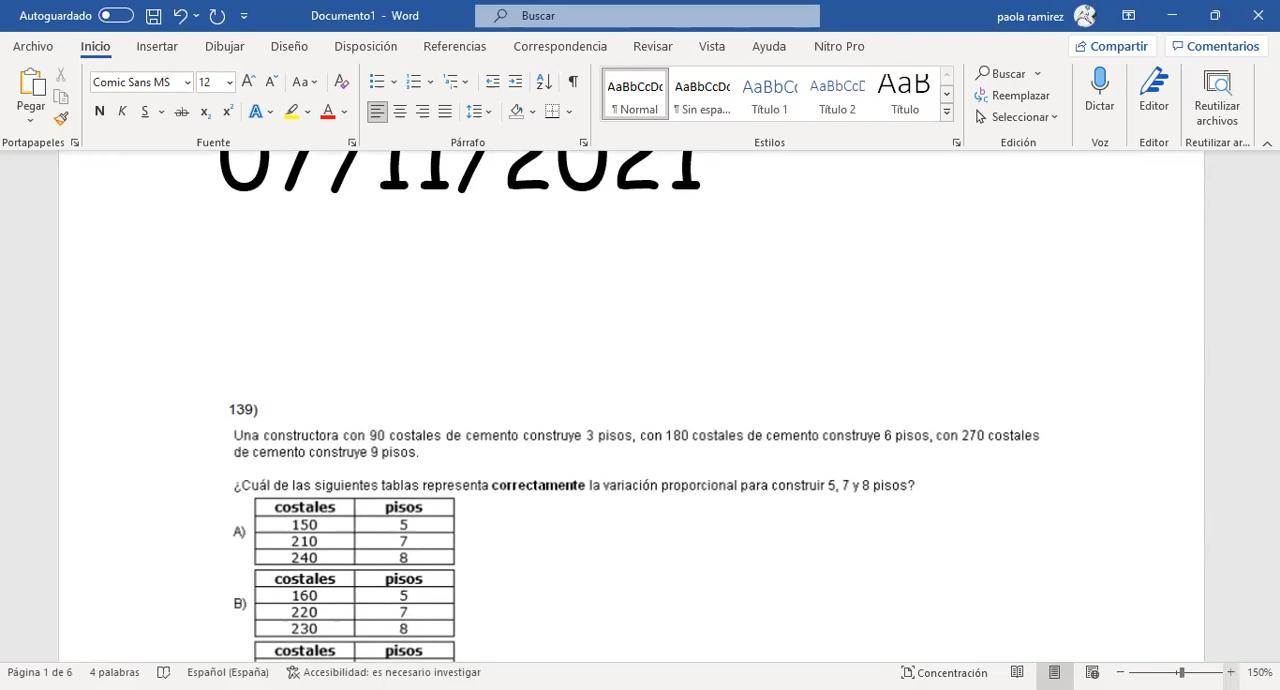 Autoguardado
Documento1 - Word
Buscar
paola ramirez
Archivo Inicio Insertar Dibujar Diseño Disposición Referencias Correspondencia Revisar Vista Ayuda Nitro Pro
Compartir Comentarios
Pegar
Comic Sans MS 12 Aa
N K S ab x₂ x² A A
AaBbCcDc AaBbCcDc AaBbCc AaBbCcD AaB
¶ Normal ¶ Sin espa... Título 1 Título 2 Título
Buscar
Reemplazar
Seleccionar
Dictar
Editor
Reutilizar archivos
Portapapeles Fuente Párrafo Estilos Edición Voz Editor Reutilizar ar...
07/11/2021
139)
Una constructora con 90 costales de cemento construye 3 pisos, con 180 costales de cemento construye 6 pisos, con 270 costales
de cemento construye 9 pisos.
¿Cuál de las siguientes tablas representa correctamente la variación proporcional para construir 5, 7 y 8 pisos?
A)
costales pisos
150 5
210 7
240 8
B)
costales pisos
160 5
220 7
230 8
costales pisos
Página 1 de 6 4 palabras Español (España) Accesibilidad: es necesario investigar Concentración 150%